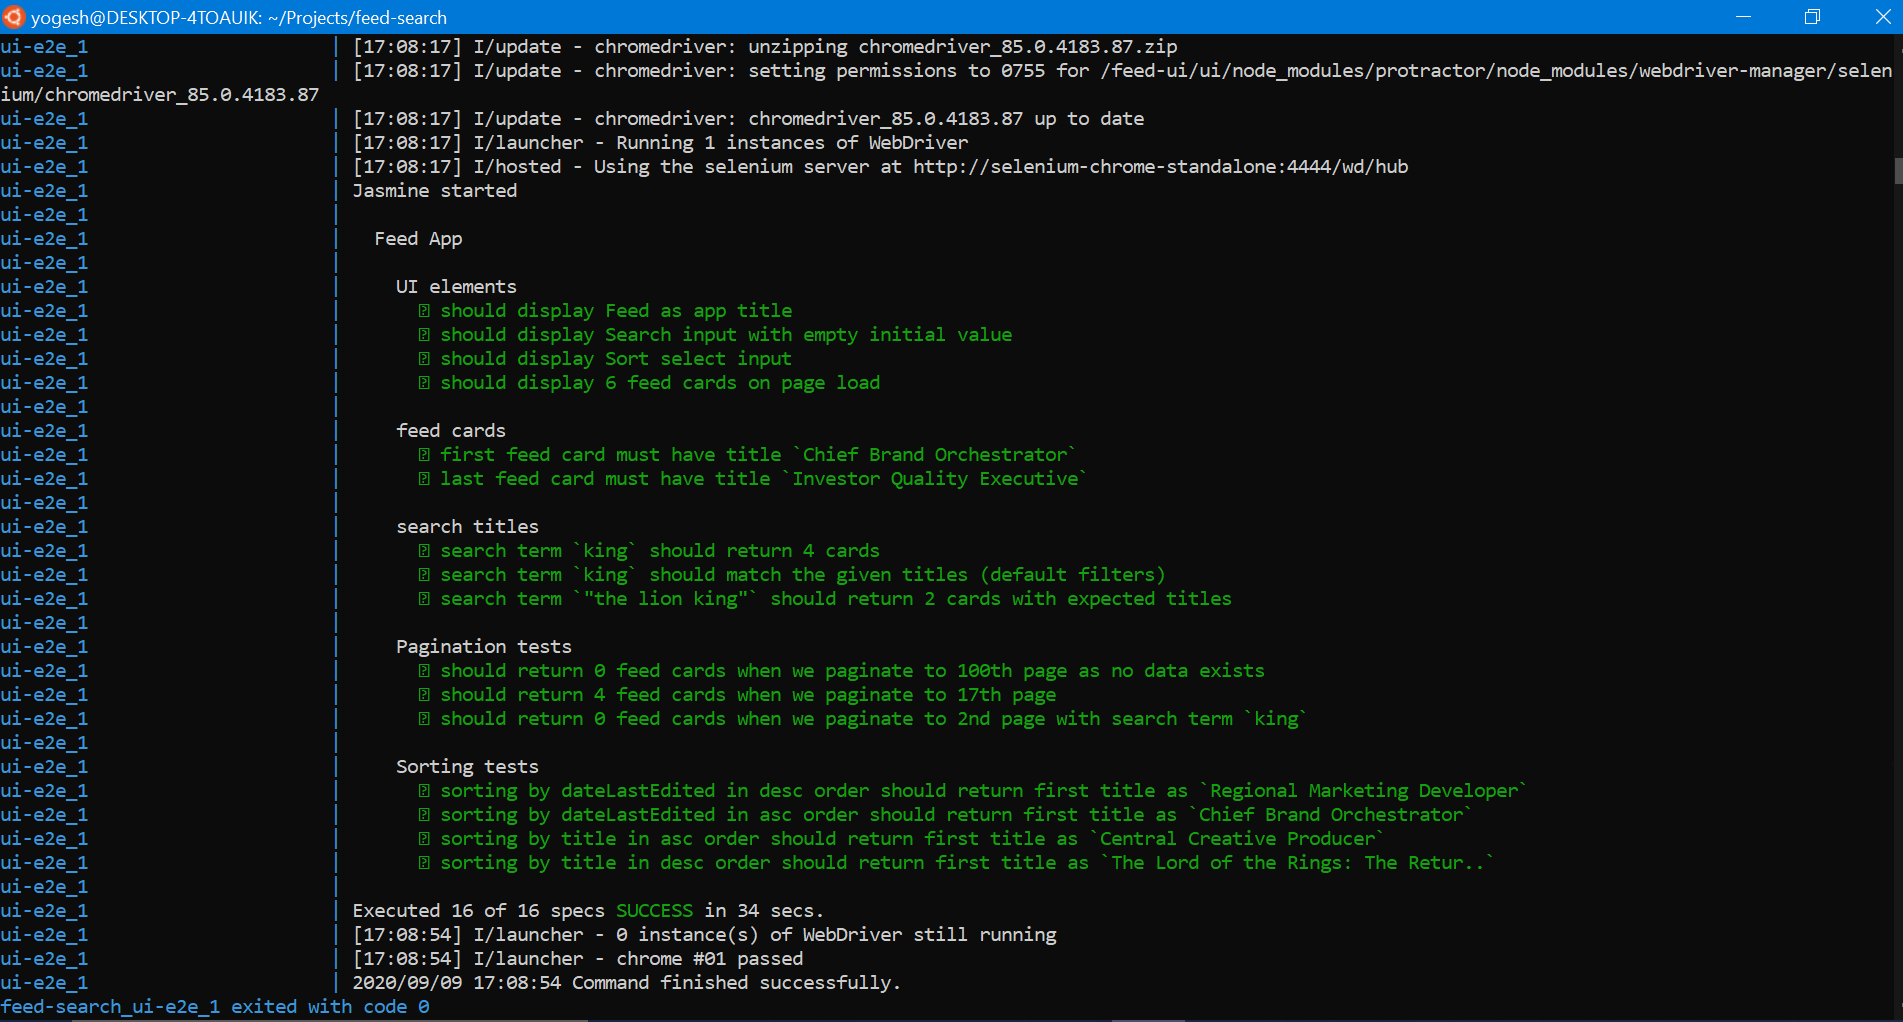 yogesh@DESKTOP-4TOAUIK: ~/Projects/feed-search
ui-e2e_1 | [17:08:17] I/update - chromedriver: unzipping chromedriver_85.0.4183.87.zip
ui-e2e_1 | [17:08:17] I/update - chromedriver: setting permissions to 0755 for /feed-ui/ui/node_modules/protractor/node_modules/webdriver-manager/selen
ium/chromedriver_85.0.4183.87
ui-e2e_1 | [17:08:17] I/update - chromedriver: chromedriver_85.0.4183.87 up to date
ui-e2e_1 | [17:08:17] I/launcher - Running 1 instances of WebDriver
ui-e2e_1 | [17:08:17] I/hosted - Using the selenium server at http://selenium-chrome-standalone:4444/wd/hub
ui-e2e_1 | Jasmine started
ui-e2e_1 |
ui-e2e_1 | Feed App
ui-e2e_1 |
ui-e2e_1 | UI elements
ui-e2e_1 | should display Feed as app title
ui-e2e_1 | should display Search input with empty initial value
ui-e2e_1 | should display Sort select input
ui-e2e_1 | should display 6 feed cards on page load
ui-e2e_1 |
ui-e2e_1 | feed cards
ui-e2e_1 | first feed card must have title `Chief Brand Orchestrator`
ui-e2e_1 | last feed card must have title `Investor Quality Executive`
ui-e2e_1 |
ui-e2e_1 | search titles
ui-e2e_1 | search term `king` should return 4 cards
ui-e2e_1 | search term `king` should match the given titles (default filters)
ui-e2e_1 | search term `"the lion king"` should return 2 cards with expected titles
ui-e2e_1 |
ui-e2e_1 | Pagination tests
ui-e2e_1 | should return 0 feed cards when we paginate to 100th page as no data exists
ui-e2e_1 | should return 4 feed cards when we paginate to 17th page
ui-e2e_1 | should return 0 feed cards when we paginate to 2nd page with search term `king`
ui-e2e_1 |
ui-e2e_1 | Sorting tests
ui-e2e_1 | sorting by dateLastEdited in desc order should return first title as `Regional Marketing Developer`
ui-e2e_1 | sorting by dateLastEdited in asc order should return first title as `Chief Brand Orchestrator`
ui-e2e_1 | sorting by title in asc order should return first title as `Central Creative Producer`
ui-e2e_1 | sorting by title in desc order should return first title as `The Lord of the Rings: The Retur..`
ui-e2e_1 |
ui-e2e_1 | Executed 16 of 16 specs SUCCESS in 34 secs.
ui-e2e_1 | [17:08:54] I/launcher - 0 instance(s) of WebDriver still running
ui-e2e_1 | [17:08:54] I/launcher - chrome #01 passed
ui-e2e_1 | 2020/09/09 17:08:54 Command finished successfully.
feed-search_ui-e2e_1 exited with code 0